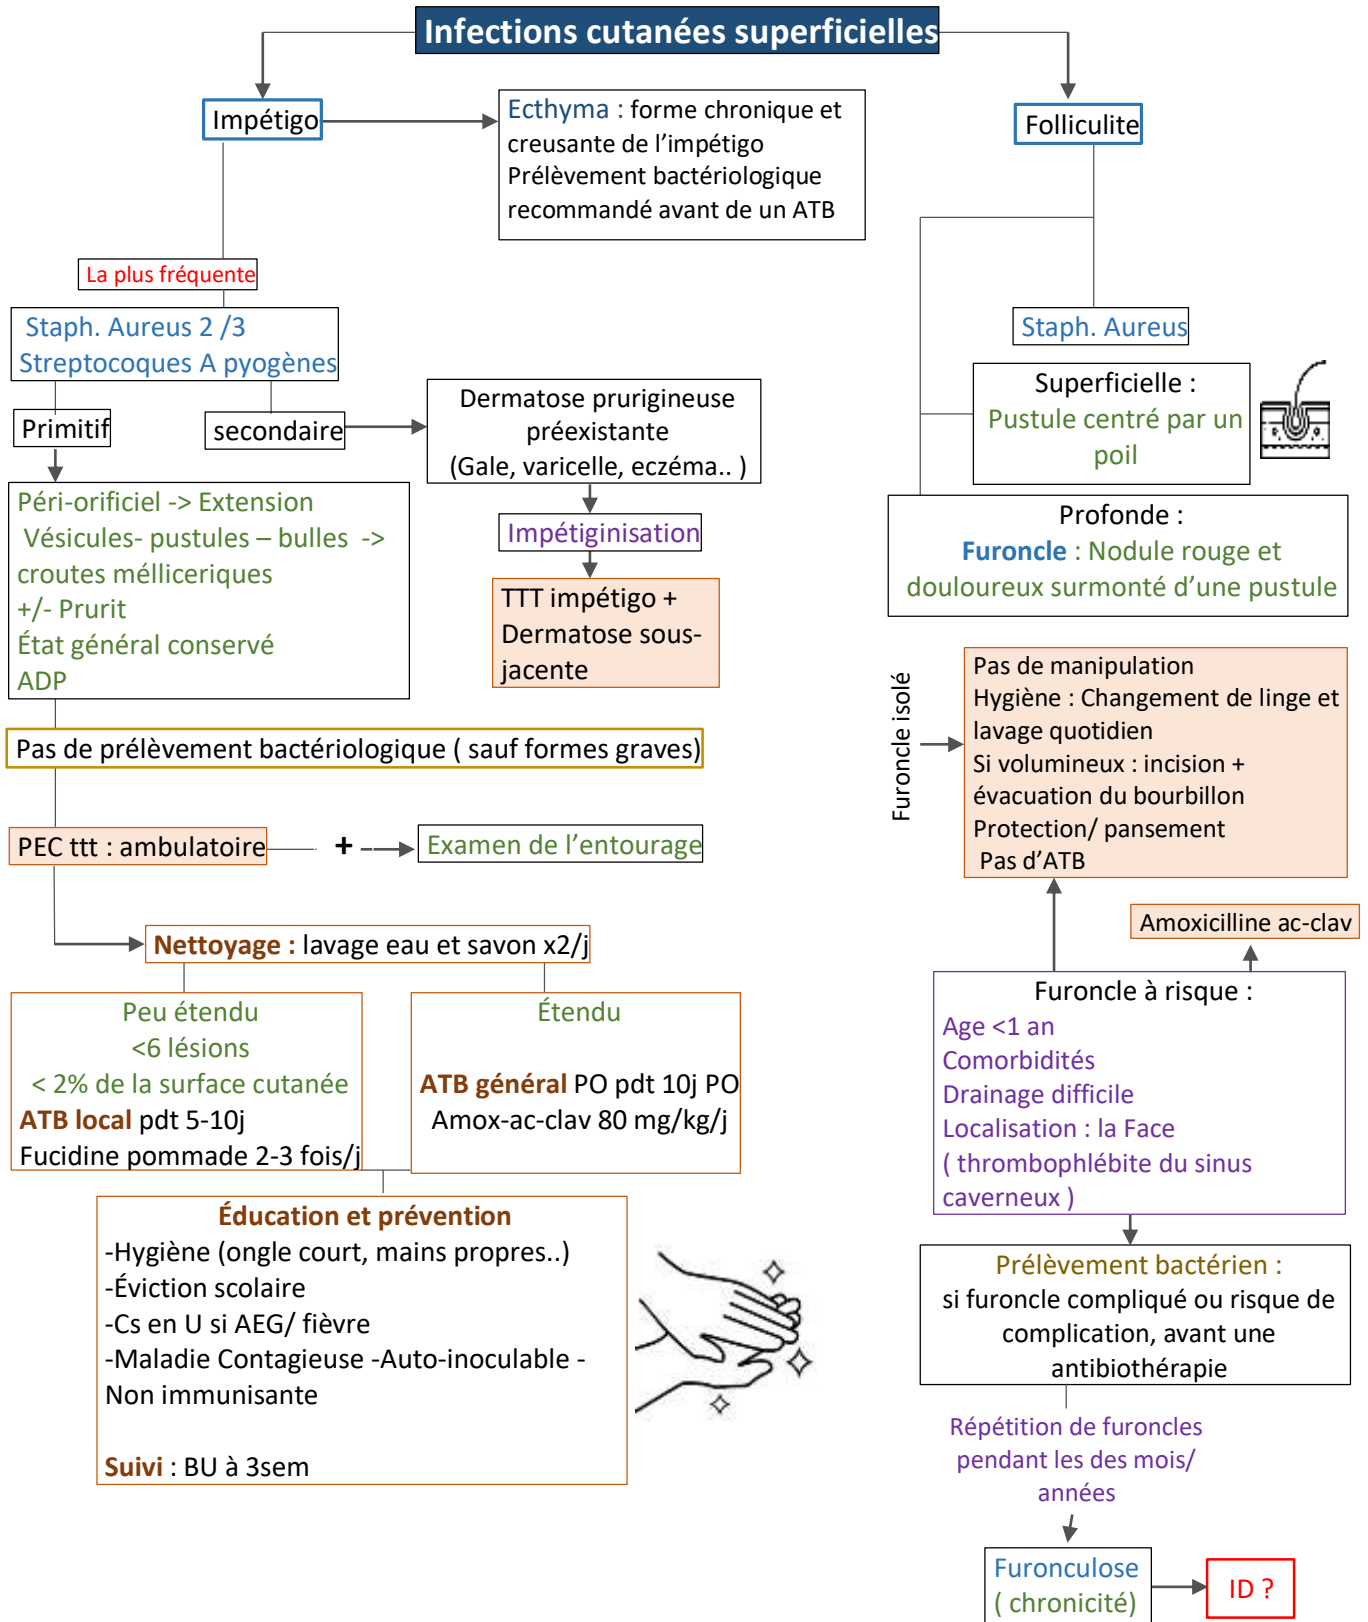 Infections cutanées superficielles
Impétigo
Ecthyma : forme chronique et
creusante de l’impétigo
Prélèvement bactériologique
recommandé avant de un ATB
La plus fréquente
Staph. Aureus 2 /3
Streptocoques A pyogènes
Primitif
secondaire
Dermatose prurigineuse
préexistante
(Gale, varicelle, eczéma.. )
Impétiginisation
TTT impétigo +
Dermatose sous-
jacente
Péri-orificiel -> Extension
Vésicules- pustules – bulles ->
croutes mélliceriques
+/- Prurit
État général conservé
ADP
Pas de prélèvement bactériologique ( sauf formes graves)
PEC ttt : ambulatoire
+
Examen de l’entourage
Nettoyage : lavage eau et savon x2/j
Peu étendu
<6 lésions
< 2% de la surface cutanée
ATB local pdt 5-10j
Fucidine pommade 2-3 fois/j
Étendu
ATB général PO pdt 10j PO
Amox-ac-clav 80 mg/kg/j
Éducation et prévention
-Hygiène (ongle court, mains propres..)
-Éviction scolaire
-Cs en U si AEG/ fièvre
-Maladie Contagieuse -Auto-inoculable -
Non immunisante
Suivi : BU à 3sem
Folliculite
Staph. Aureus
Superficielle :
Pustule centré par un
poil
Profonde :
Furoncle : Nodule rouge et
douloureux surmonté d’une pustule
Furoncle isolé
Pas de manipulation
Hygiène : Changement de linge et
lavage quotidien
Si volumineux : incision +
évacuation du bourbillon
Protection/ pansement
Pas d’ATB
Amoxicilline ac-clav
Furoncle à risque :
Age <1 an
Comorbidités
Drainage difficile
Localisation : la Face
( thrombophlébite du sinus
caverneux )
Prélèvement bactérien :
si furoncle compliqué ou risque de
complication, avant une
antibiothérapie
Répétition de furoncles
pendant les des mois/
années
Furonculose
( chronicité)
ID ?